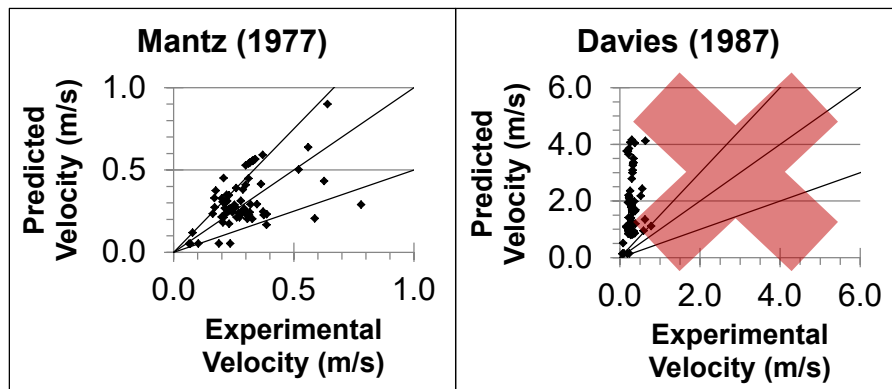 Mantz (1977)
Predicted
Velocity (m/s)
1.0
0.5
0.0
0.0 0.5 1.0
Experimental
Velocity (m/s)
Davies (1987)
Predicted
Velocity (m/s)
6.0
4.0
2.0
0.0
0.0 2.0 4.0 6.0
Experimental
Velocity (m/s)